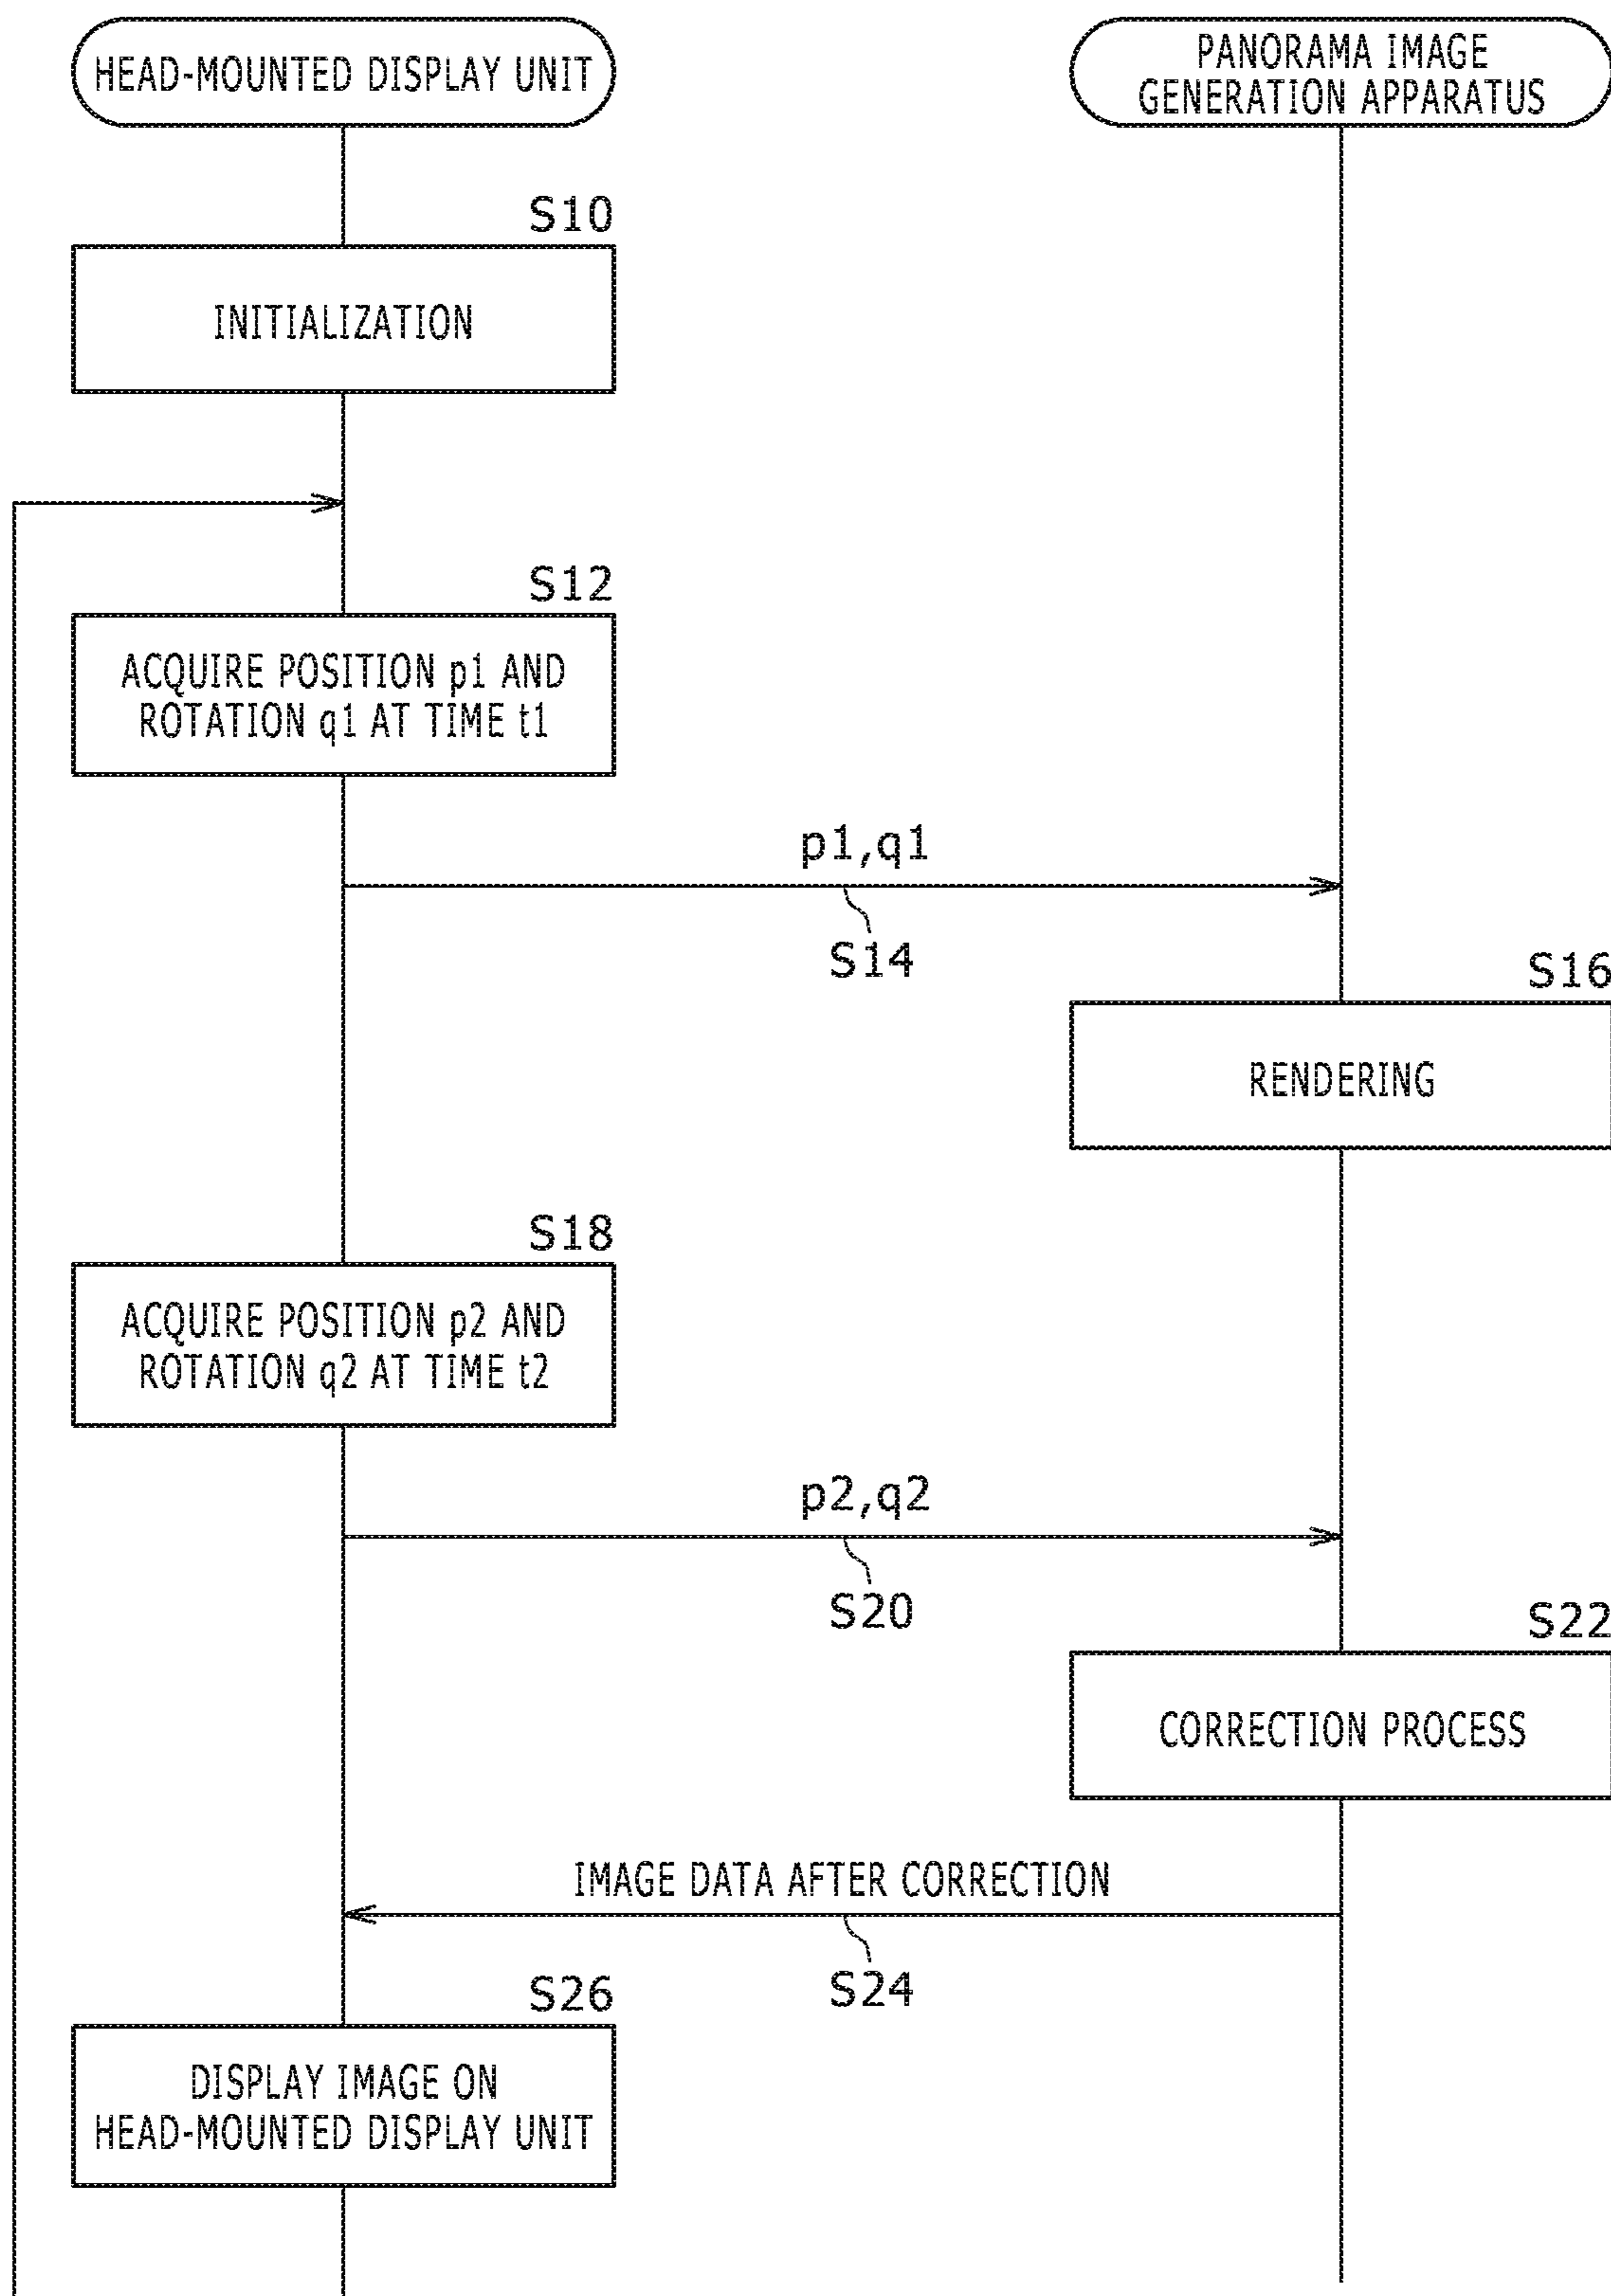 HEAD-MOUNTED DISPLAY UNIT
PANORAMA IMAGE
GENERATION APPARATUS
S10
INITIALIZATION
S12
ACQUIRE POSITION p1 AND
ROTATION q1 AT TIME t1
p1,q1
S14
S16
RENDERING
S18
ACQUIRE POSITION p2 AND
ROTATION q2 AT TIME t2
p2,q2
S20
S22
CORRECTION PROCESS
IMAGE DATA AFTER CORRECTION
S24
S26
DISPLAY IMAGE ON
HEAD-MOUNTED DISPLAY UNIT